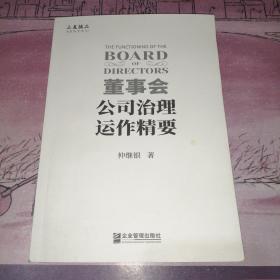 THE FUNCTIONING OF THE
BOARD
OF
DIRECTORS
董事会
公司治理
运作精要
仲继银 著
企业管理出版社